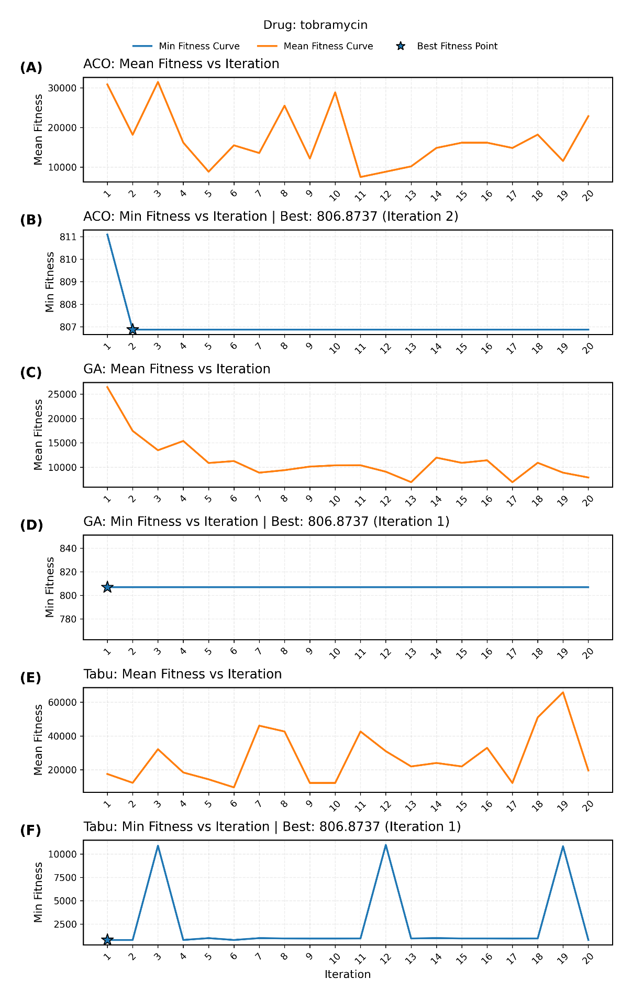 Drug: tobramycin
Min Fitness Curve Mean Fitness Curve Best Fitness Point
(A) ACO: Mean Fitness vs Iteration
Mean Fitness
30000
20000
10000
1 2 3 4 5 6 7 8 9 10 11 12 13 14 15 16 17 18 19 20
(B) ACO: Min Fitness vs Iteration | Best: 806.8737 (Iteration 2)
Min Fitness
811
810
809
808
807
1 2 3 4 5 6 7 8 9 10 11 12 13 14 15 16 17 18 19 20
(C) GA: Mean Fitness vs Iteration
Mean Fitness
25000
20000
15000
10000
1 2 3 4 5 6 7 8 9 10 11 12 13 14 15 16 17 18 19 20
(D) GA: Min Fitness vs Iteration | Best: 806.8737 (Iteration 1)
Min Fitness
840
820
800
780
1 2 3 4 5 6 7 8 9 10 11 12 13 14 15 16 17 18 19 20
(E) Tabu: Mean Fitness vs Iteration
Mean Fitness
60000
40000
20000
1 2 3 4 5 6 7 8 9 10 11 12 13 14 15 16 17 18 19 20
(F) Tabu: Min Fitness vs Iteration | Best: 806.8737 (Iteration 1)
Min Fitness
10000
7500
5000
2500
1 2 3 4 5 6 7 8 9 10 11 12 13 14 15 16 17 18 19 20
Iteration